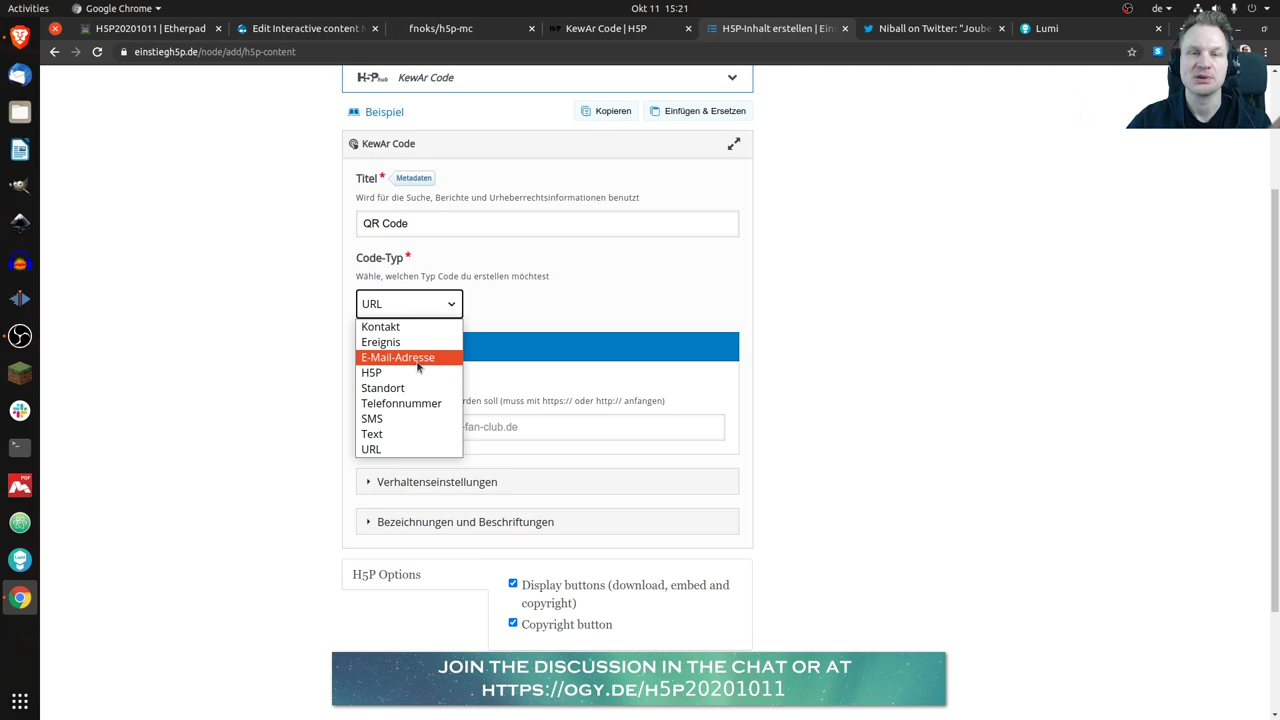 Aktivitäten
Google Chrome
Okt 11 15:21
H5P20201011 | Etherpad
Edit Interactive content
fnoks/h5p-mc
KewAr Code | H5P
H5P-Inhalt erstellen | Eins
Niball on Twitter: "Joube
Lumi
einstiegh5p.de/node/add/h5p-content
H5P hub KewAr Code
Beispiel
Kopieren
Einfügen & Ersetzen
KewAr Code
Titel *
Metadaten
Wird für die Suche, Berichte und Urheberrechtsinformationen benutzt
QR Code
Code-Typ *
Wähle, welchen Typ Code du erstellen möchtest
URL
Kontakt
Ereignis
E-Mail-Adresse
H5P
Standort
Telefonnummer
rden soll (muss mit https:// oder http:// anfangen)
SMS
-fan-club.de
Text
URL
Verhaltenseinstellungen
Bezeichnungen und Beschriftungen
H5P Options
Display buttons (download, embed and
copyright)
Copyright button
JOIN THE DISCUSSION IN THE CHAT OR AT
HTTPS://OGY.DE/H5P20201011